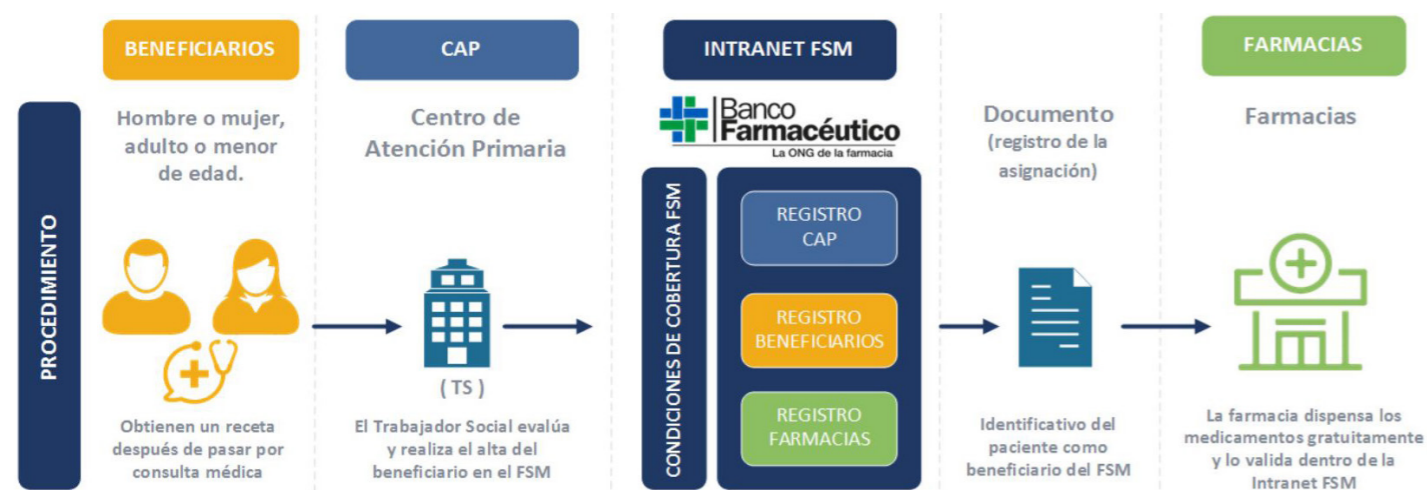 BENEFICIARIOS
CAP
INTRANET FSM
FARMACIAS
PROCEDIMIENTO
Hombre o mujer,
adulto o menor
de edad.
Obtienen un receta
después de pasar por
consulta médica
Centro de
Atención Primaria
( TS )
El Trabajador Social evalúa
y realiza el alta del
beneficiario en el FSM
Banco
Farmacéutico
La ONG de la farmacia
CONDICIONES DE COBERTURA FSM
REGISTRO
CAP
REGISTRO
BENEFICIARIOS
REGISTRO
FARMACIAS
Documento
(registro de la
asignación)
Identificativo del
paciente como
beneficiario del FSM
Farmacias
La farmacia dispensa los
medicamentos gratuitamente
y lo valida dentro de la
Intranet FSM